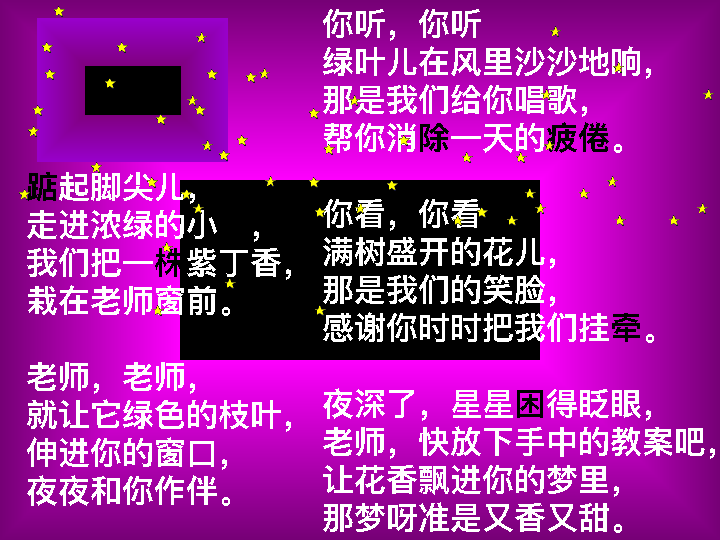 踮起脚尖儿，
走进浓绿的小　，
我们把一株紫丁香，
栽在老师窗前。
老师，老师，
就让它绿色的枝叶，
伸进你的窗口，
夜夜和你作伴。
你听，你听
绿叶儿在风里沙沙地响，
那是我们给你唱歌，
帮你消除一天的疲倦。
你看，你看
满树盛开的花儿，
那是我们的笑脸，
感谢你时时把我们挂牵。
夜深了，星星困得眨眼，
老师，快放下手中的教案吧，
让花香飘进你的梦里，
那梦呀准是又香又甜。